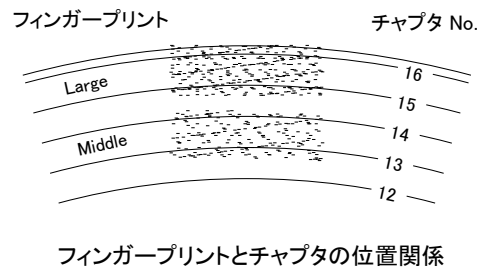 フィンガープリント
チャプタ No.
Large
16
15
Middle
14
13
12
フィンガープリントとチャプタの位置関係